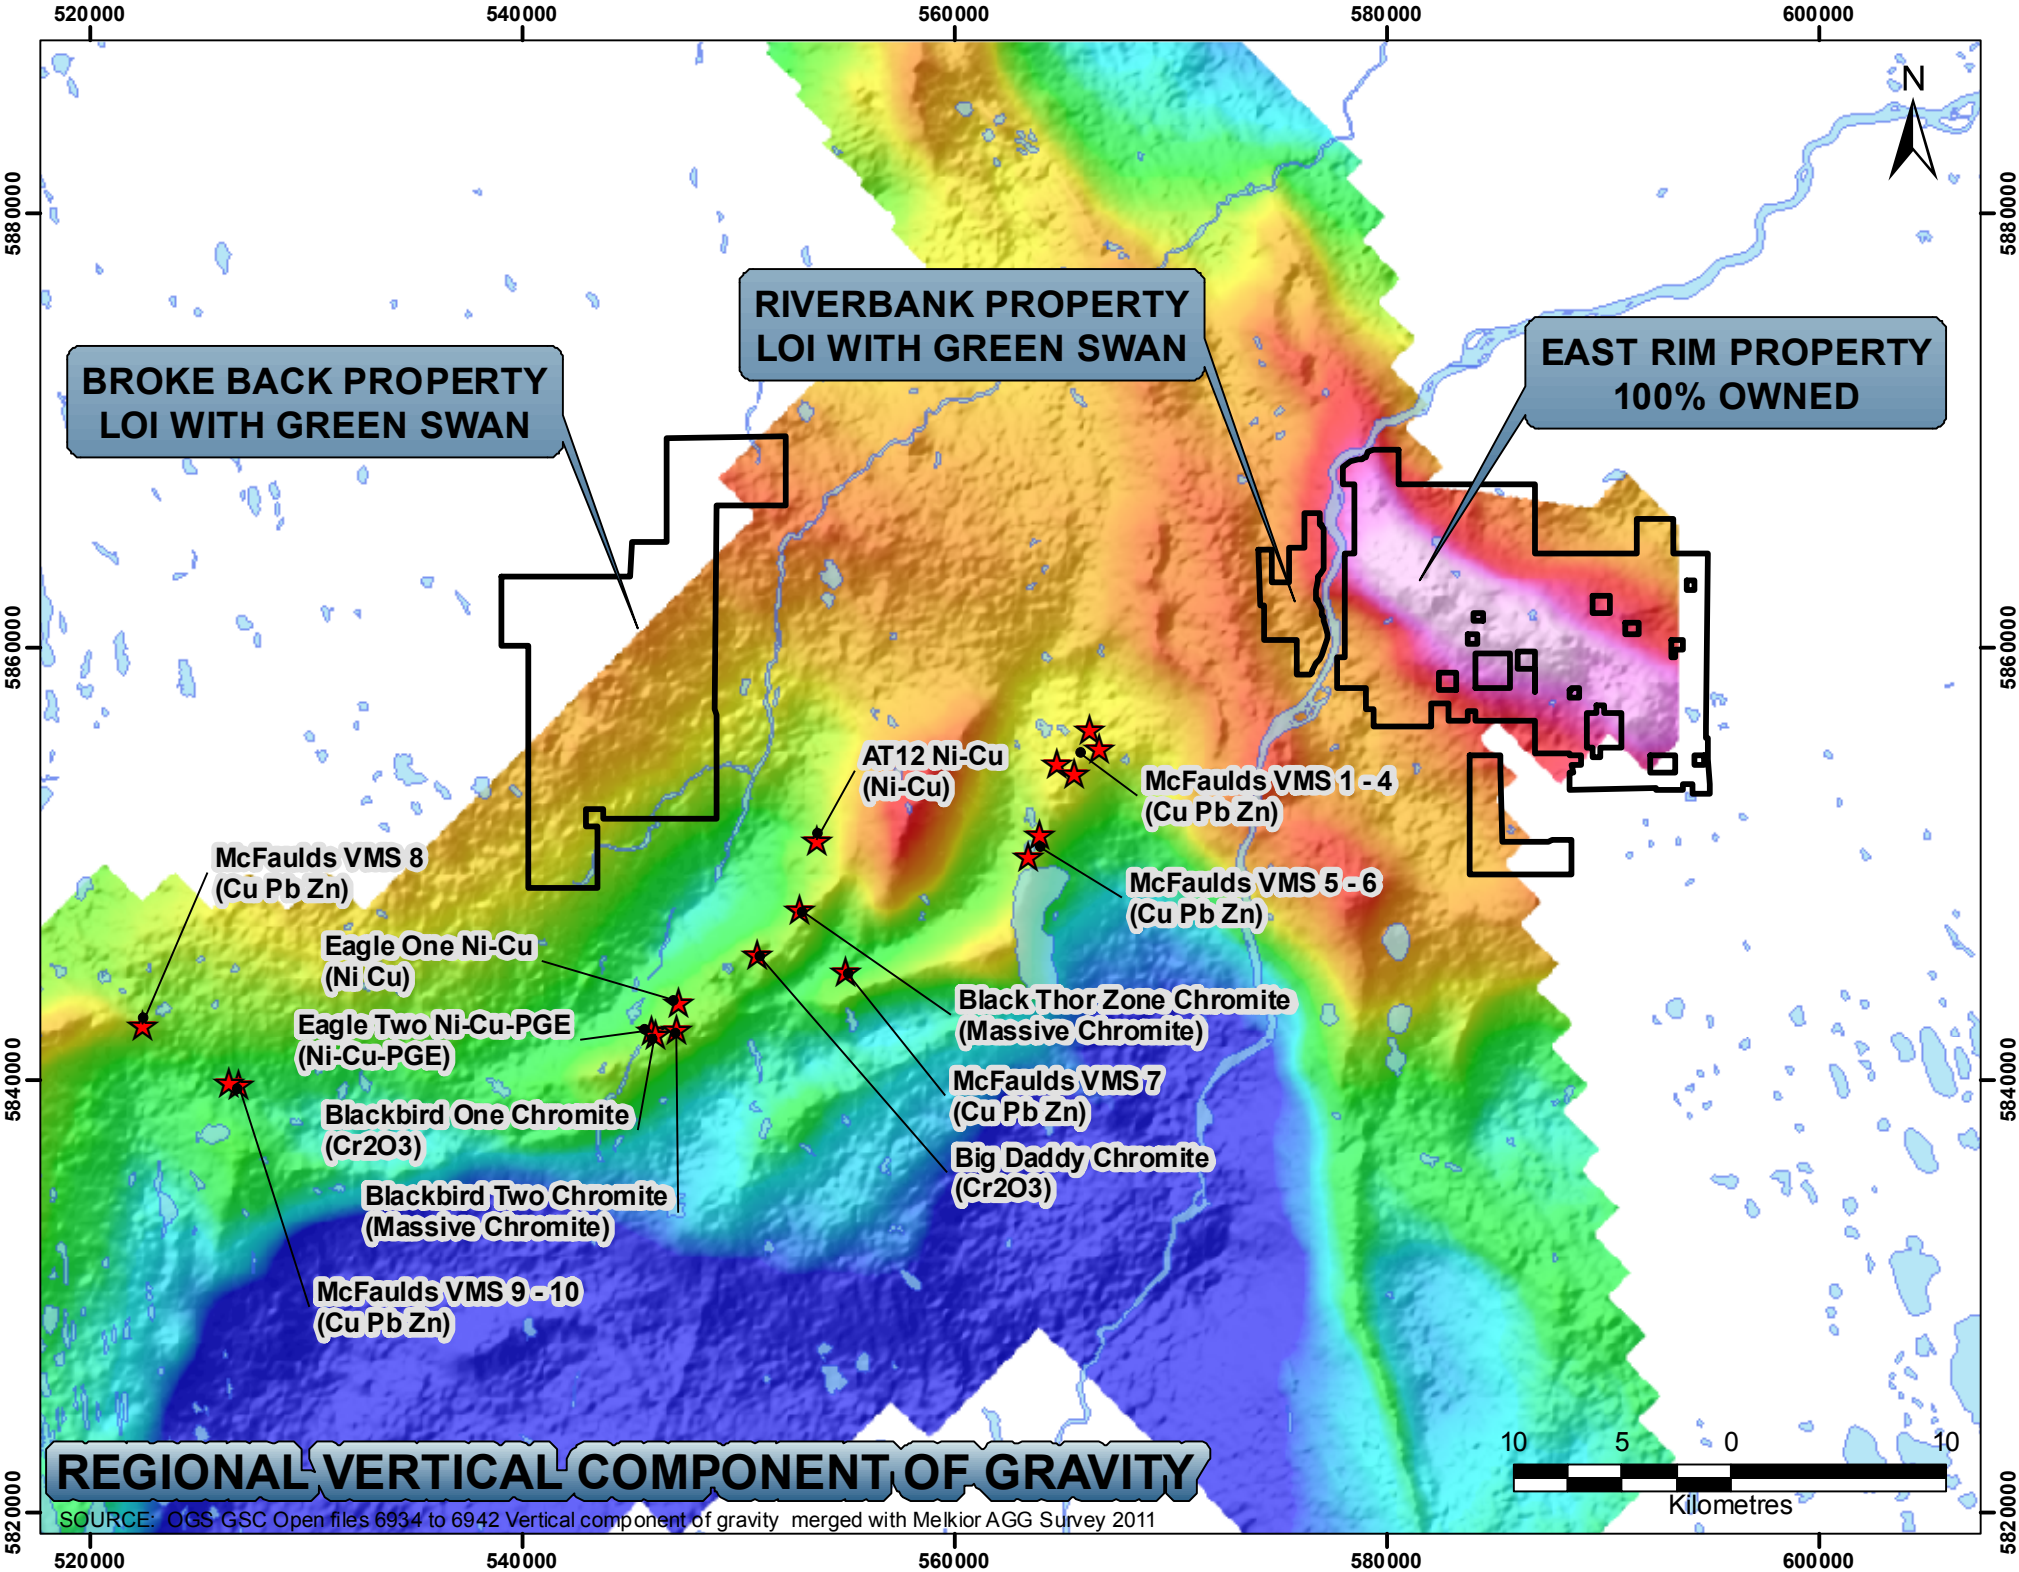 520000
540000
560000
580000
600000
N
5880000
5880000
RIVERBANK PROPERTY
LOI WITH GREEN SWAN
EAST RIM PROPERTY
100% OWNED
BROKE BACK PROPERTY
LOI WITH GREEN SWAN
5860000
5860000
AT12 Ni-Cu
(Ni-Cu)
McFaulds VMS 1 - 4
(Cu Pb Zn)
McFaulds VMS 8
(Cu Pb Zn)
McFaulds VMS 5 - 6
(Cu Pb Zn)
Eagle One Ni-Cu
(Ni Cu)
Black Thor Zone Chromite
(Massive Chromite)
Eagle Two Ni-Cu-PGE
(Ni-Cu-PGE)
5840000
5840000
McFaulds VMS 7
(Cu Pb Zn)
Blackbird One Chromite
(Cr2O3)
Big Daddy Chromite
(Cr2O3)
Blackbird Two Chromite
(Massive Chromite)
McFaulds VMS 9 - 10
(Cu Pb Zn)
10 5 0 10
Kilometres
REGIONAL VERTICAL COMPONENT OF GRAVITY
SOURCE: OGS GSC Open files 6934 to 6942 Vertical component of gravity merged with Melkior AGG Survey 2011
5820000
5820000
520000
540000
560000
580000
600000